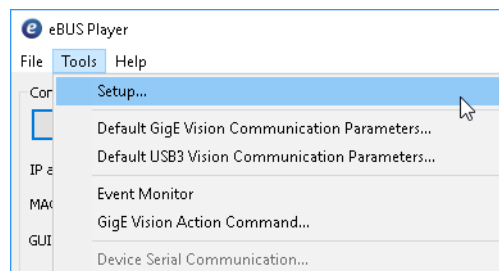 e eBUS Player
File Tools Help
Setup...
Default GigE Vision Communication Parameters...
Default USB3 Vision Communication Parameters...
IP
Event Monitor
GigE Vision Action Command...
GUI
Device Serial Communication...